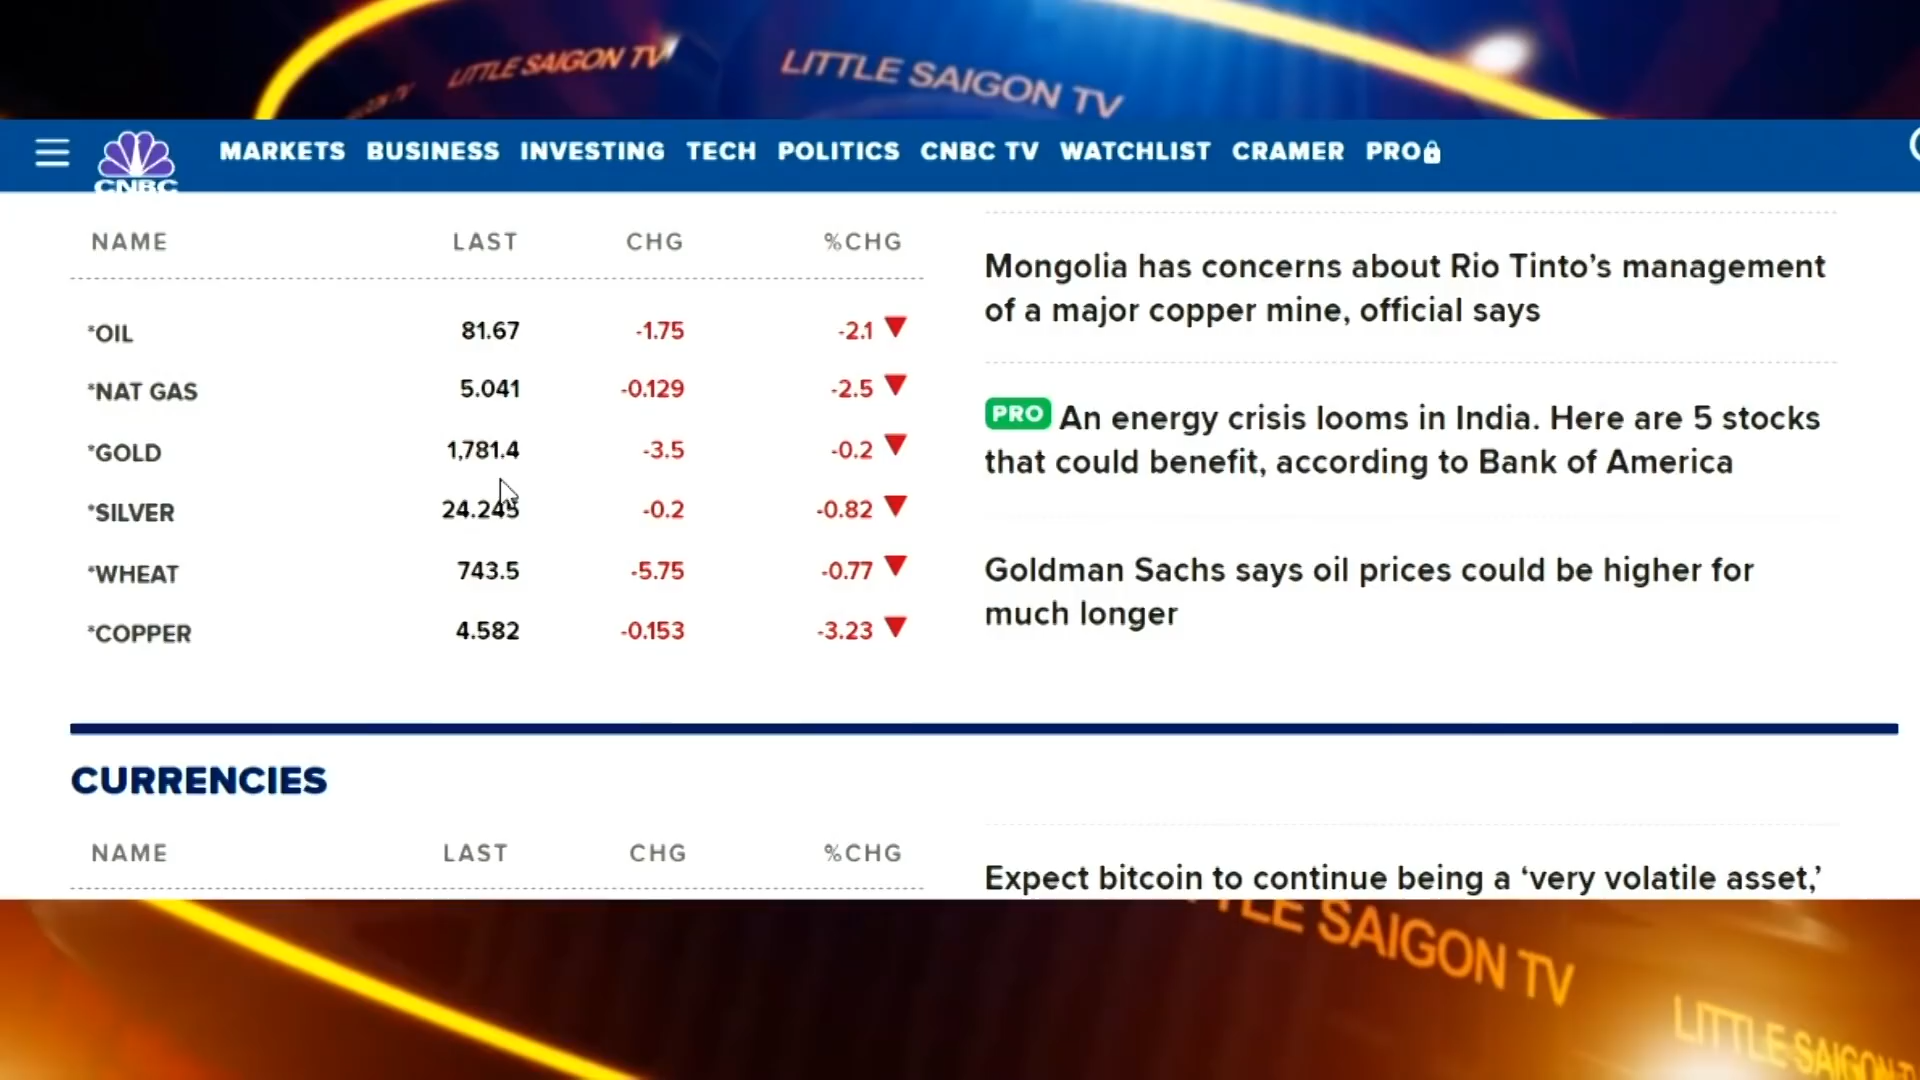 LITTLE SAIGON TV
LITTLE SAIGON TV
CNBC
MARKETS BUSINESS INVESTING TECH POLITICS CNBC TV WATCHLIST CRAMER PRO
NAME LAST CHG %CHG
*OIL 81.67 -1.75 -2.1
*NAT GAS 5.041 -0.129 -2.5
*GOLD 1,781.4 -3.5 -0.2
*SILVER 24.245 -0.2 -0.82
*WHEAT 743.5 -5.75 -0.77
*COPPER 4.582 -0.153 -3.23
Mongolia has concerns about Rio Tinto’s management
of a major copper mine, official says
PRO An energy crisis looms in India. Here are 5 stocks
that could benefit, according to Bank of America
Goldman Sachs says oil prices could be higher for
much longer
CURRENCIES
NAME LAST CHG %CHG
Expect bitcoin to continue being a ‘very volatile asset,’
SAIGON TV
LITTLE SAIGON